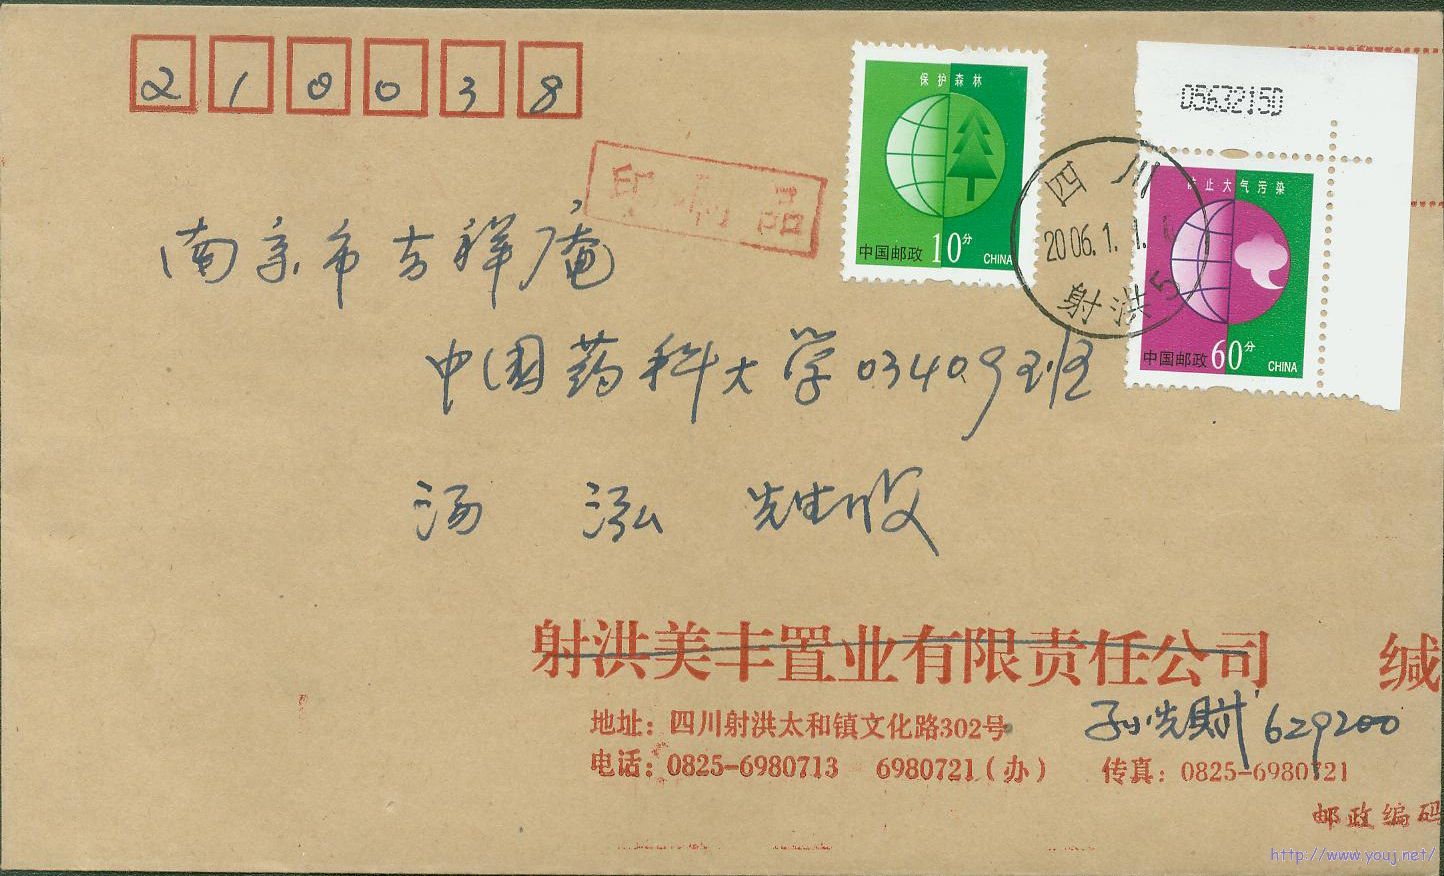 210038
保护森林
中国邮政 10分 CHINA
05632150
防止大气污染
中国邮政 60分 CHINA
四川
2006.1.1.1
射洪5
印刷品
南京市吉祥庵
中国药科大学03409班
汤泓 先生收
射洪美丰置业有限责任公司 缄
地址：四川射洪太和镇文化路302号
孙光财 629200
电话：0825-6980713 6980721（办） 传真：0825-6980721
邮政编码
http://www.youj.net/